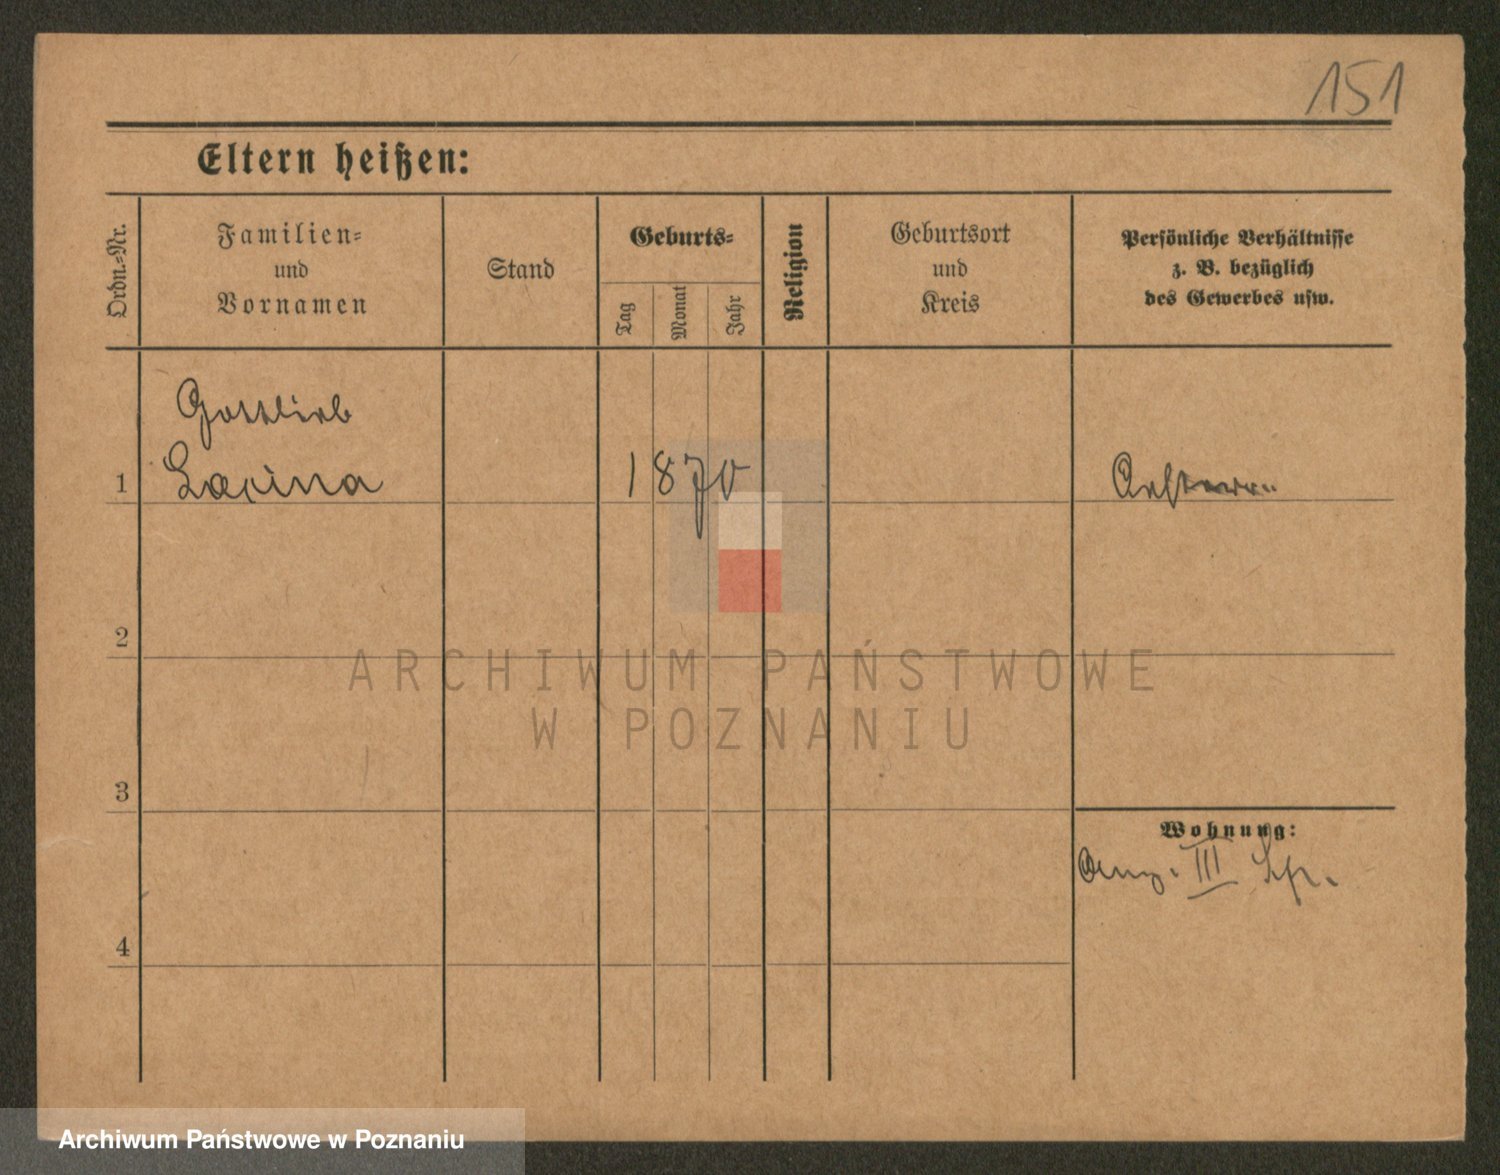 151
Eltern heißen:
Ordn.-Nr.
Familien-
und
Vornamen
Stand
Geburts-
Tag
Monat
Jahr
Religion
Geburtsort
und
Kreis
Persönliche Verhältnisse
z. B. bezüglich
des Gewerbes usw.
Gottlieb
1 Lacina 1870
2
ARCHIWUM PAŃSTWOWE
W POZNANIU
3
Wohnung:
III
4
Archiwum Państwowe w Poznaniu